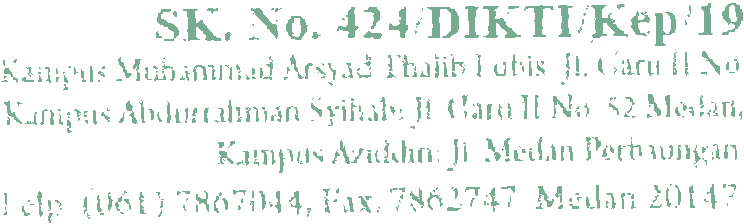 SK. No. 424/DIKTI/Kep/19
Kampus Muhammad Arsyad Thalib Lubis Jl. Garu II No
Kampus Abdurrahman Syihab Jl Garu II No 52 Medan,
Kampus Aziddin Jl Medan Perbaungan
Telp. (061) 7867044, Fax. 7862747 Medan 20147